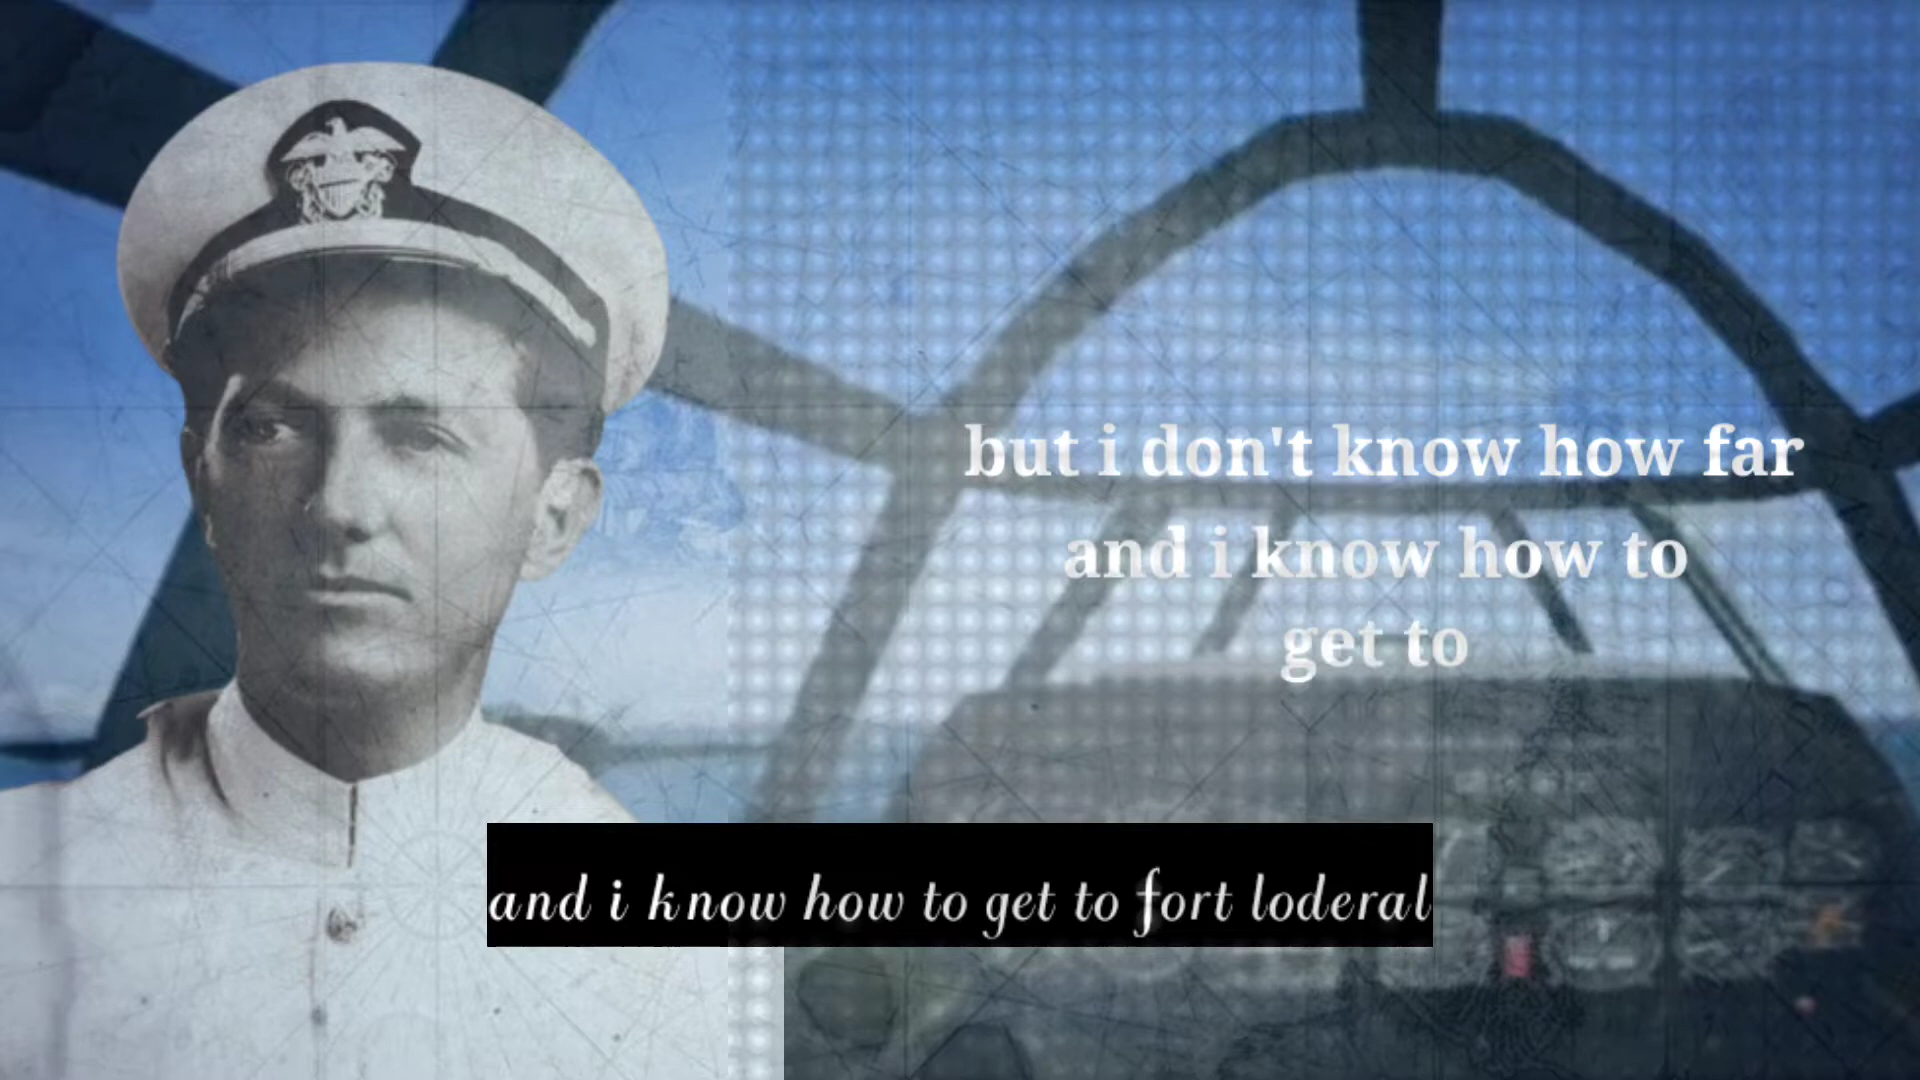 but i don't know how far
and i know how to
get to
and i know how to get to fort loderal